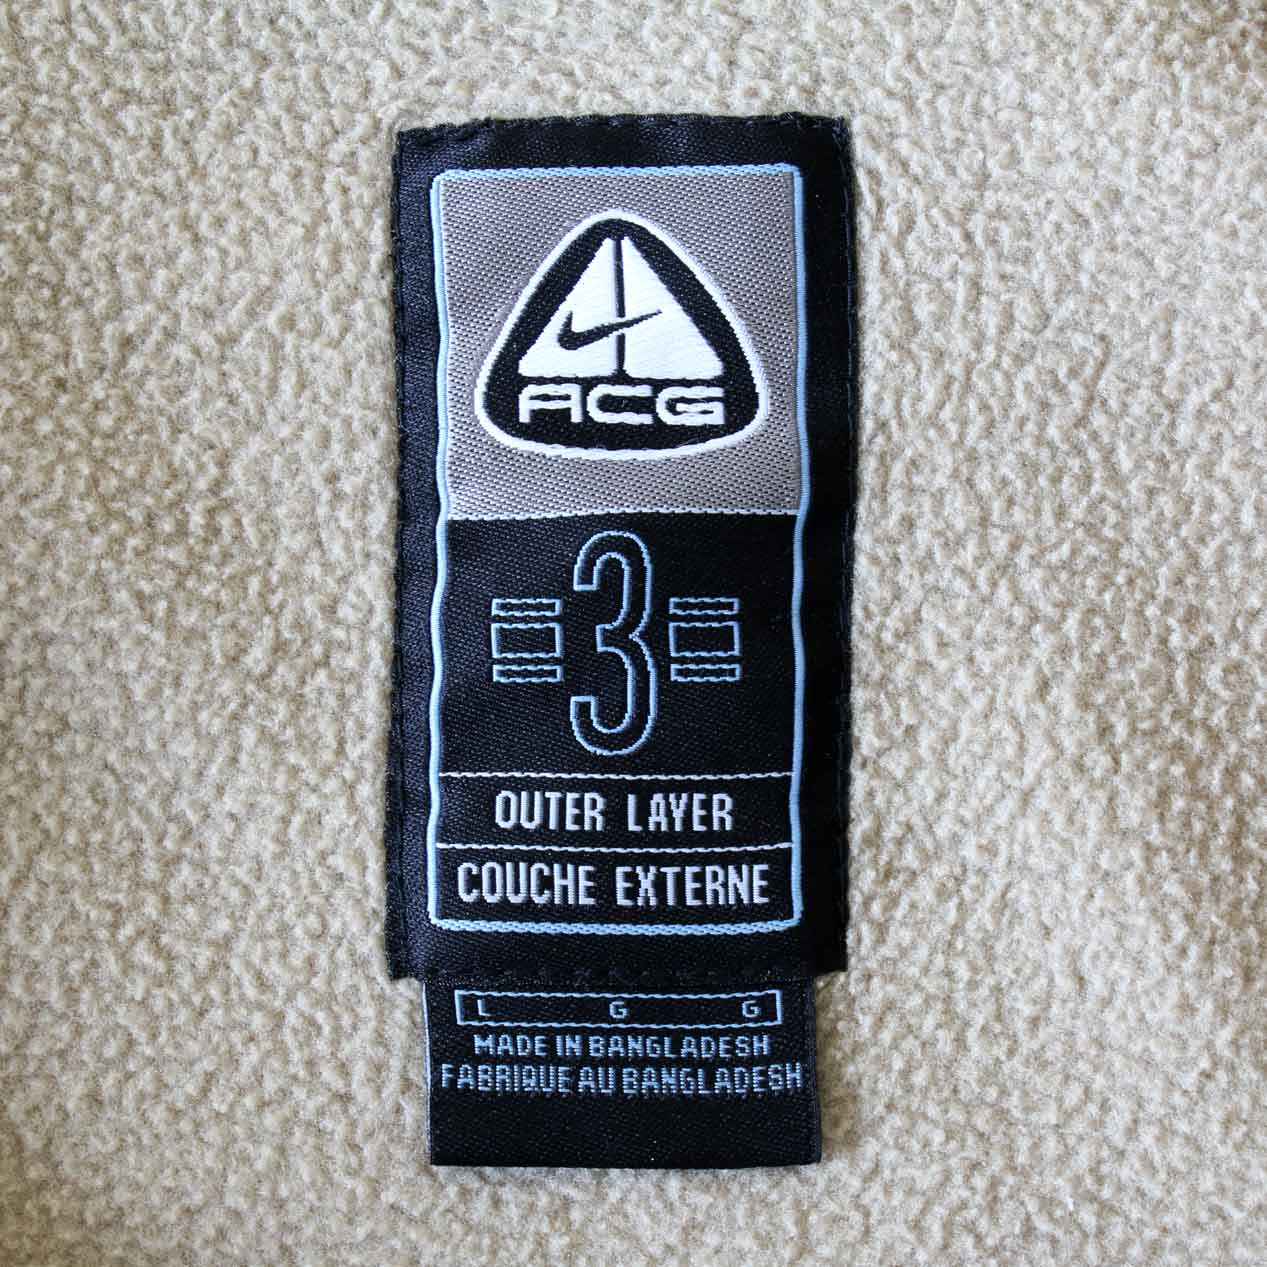 ACG
3
OUTER LAYER
COUCHE EXTERNE
L G G
MADE IN BANGLADESH
FABRIQUE AU BANGLADESH